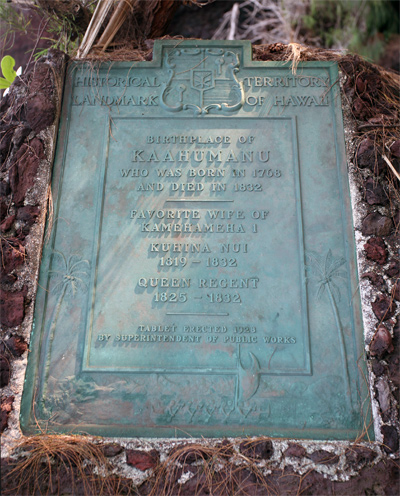 HISTORICAL TERRITORY
LANDMARK OF HAWAII
BIRTHPLACE OF
KAAHUMANU
WHO WAS BORN IN 1768
AND DIED IN 1832
FAVORITE WIFE OF
KAMEHAMEHA I
KUHINA NUI
1819 – 1832
QUEEN REGENT
1825 – 1832
TABLET ERECTED 1928
BY SUPERINTENDENT OF PUBLIC WORKS